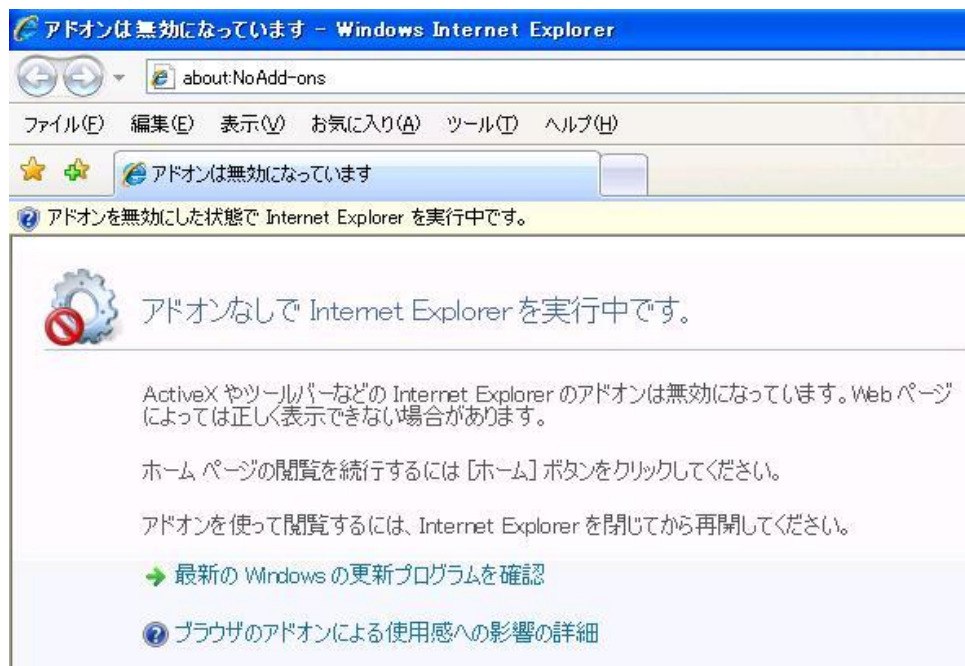 アドオンは無効になっています - Windows Internet Explorer
about:NoAdd-ons
ファイル(F) 編集(E) 表示(V) お気に入り(A) ツール(T) ヘルプ(H)
アドオンは無効になっています
アドオンを無効にした状態で Internet Explorer を実行中です。
アドオンなしで Internet Explorer を実行中です。
ActiveX やツールバーなどの Internet Explorer のアドオンは無効になっています。Web ページ
によっては正しく表示できない場合があります。
ホーム ページの閲覧を続行するには [ホーム] ボタンをクリックしてください。
アドオンを使って閲覧するには、Internet Explorer を閉じてから再開してください。
最新の Windows の更新プログラムを確認
ブラウザのアドオンによる使用感への影響の詳細